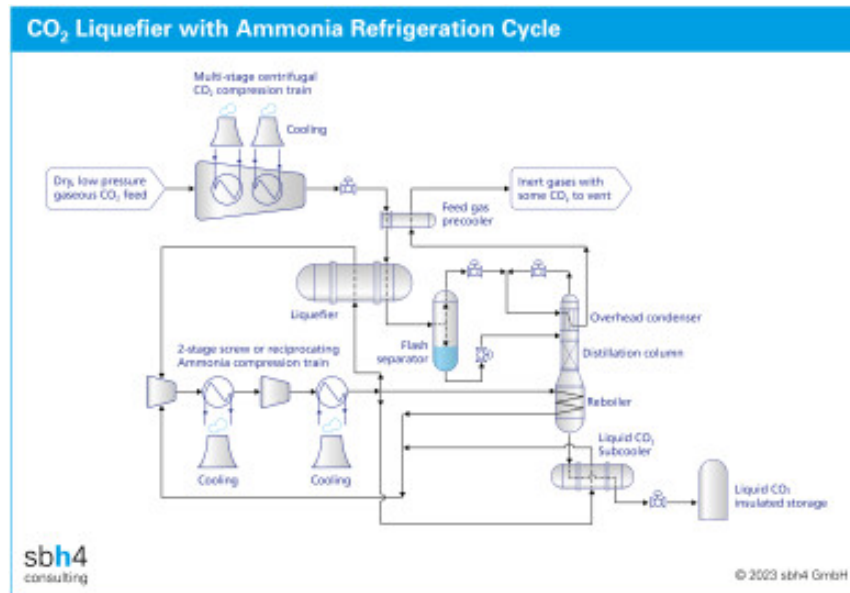 CO₂ Liquefier with Ammonia Refrigeration Cycle
Multi-stage centrifugal
CO₂ compression train
Cooling
Dry, low pressure
gaseous CO₂ feed
Inert gases with
some CO₂ to vent
Feed gas
precooler
Liquefier
Flash
separator
Overhead condenser
Distillation column
2-stage screw or reciprocating
Ammonia compression train
Reboiler
Liquid CO₂
Subcooler
Cooling
Cooling
Liquid CO₂
insulated storage
sbh4
consulting
© 2023 sbh4 GmbH